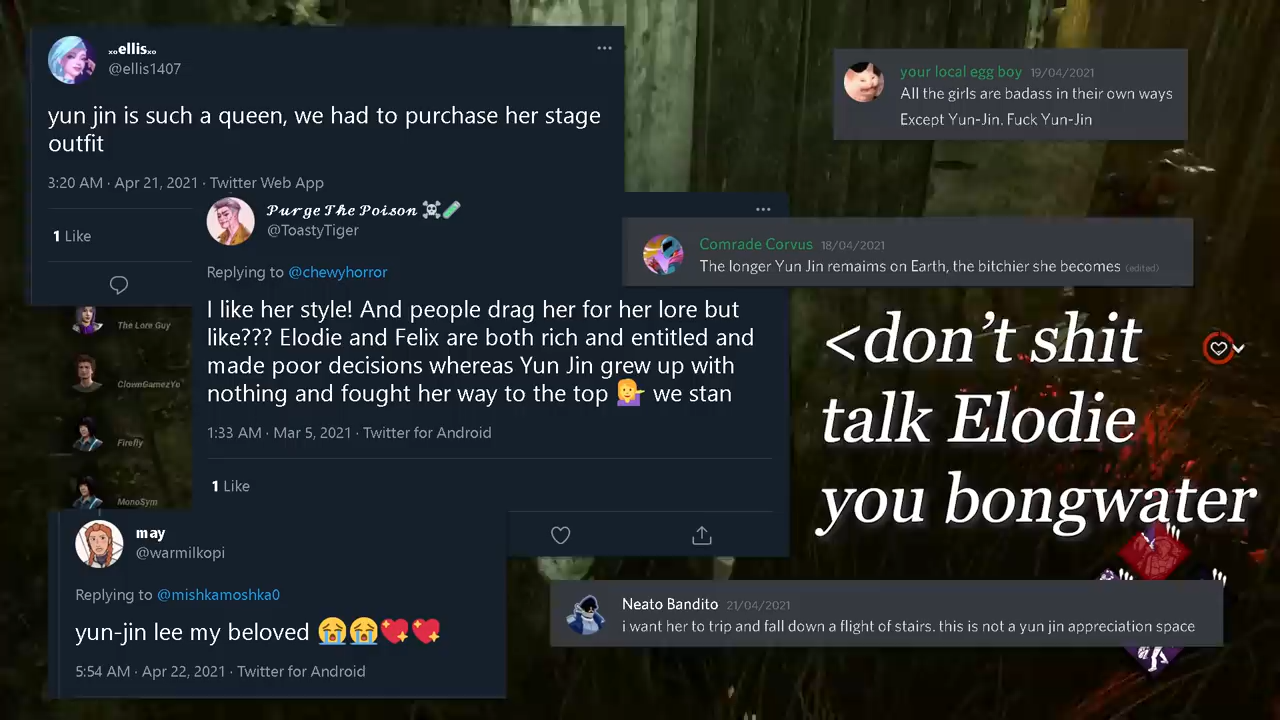 ₓₒellisₓₒ
@ellis1407
yun jin is such a queen, we had to purchase her stage
outfit
3:20 AM · Apr 21, 2021 · Twitter Web App
1 Like
𝓟𝓾𝓻𝓰𝓮 𝓣𝓱𝓮 𝓟𝓸𝓲𝓼𝓸𝓷 ☠️🧪
@ToastyTiger
Replying to @chewyhorror
I like her style! And people drag her for her lore but
like??? Elodie and Felix are both rich and entitled and
made poor decisions whereas Yun Jin grew up with
nothing and fought her way to the top 💁 we stan
1:33 AM · Mar 5, 2021 · Twitter for Android
1 Like
The Lore Guy
ClownGamezYo
Firefly
MonoSym
may
@warmilkopi
Replying to @mishkamoshka0
yun-jin lee my beloved 😭😭💖💖
5:54 AM · Apr 22, 2021 · Twitter for Android
your local egg boy 19/04/2021
All the girls are badass in their own ways
Except Yun-Jin. Fuck Yun-Jin
Comrade Corvus 18/04/2021
The longer Yun Jin remaims on Earth, the bitchier she becomes (edited)
<don't shit
talk Elodie
you bongwater
Neato Bandito 21/04/2021
i want her to trip and fall down a flight of stairs. this is not a yun jin appreciation space